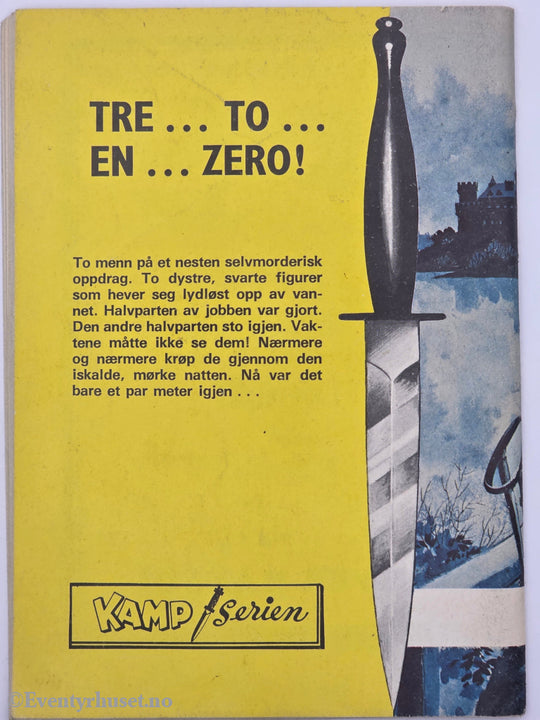 TRE ... TO ...
EN ... ZERO!
To menn på et nesten selvmorderisk
oppdrag. To dystre, svarte figurer
som hever seg lydløst opp av van-
net. Halvparten av jobben var gjort.
Den andre halvparten sto igjen. Vak-
tene måtte ikke se dem! Nærmere
og nærmere krøp de gjennom den
iskalde, mørke natten. Nå var det
bare et par meter igjen ...
KAMP serien
©Eventyrhuset.no